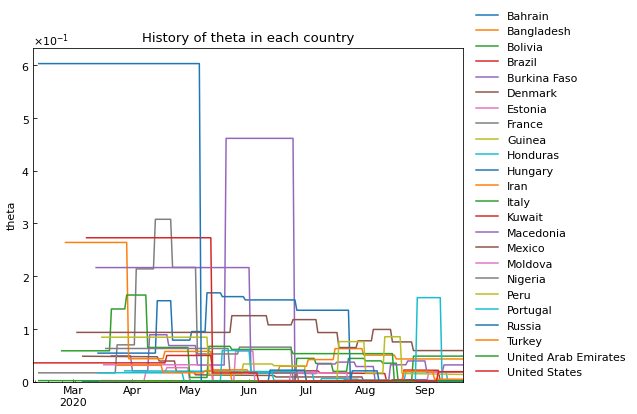 ×10⁻¹
History of theta in each country
6
5
4
3
2
1
0
theta
Mar
2020
Apr
May
Jun
Jul
Aug
Sep
Bahrain
Bangladesh
Bolivia
Brazil
Burkina Faso
Denmark
Estonia
France
Guinea
Honduras
Hungary
Iran
Italy
Kuwait
Macedonia
Mexico
Moldova
Nigeria
Peru
Portugal
Russia
Turkey
United Arab Emirates
United States